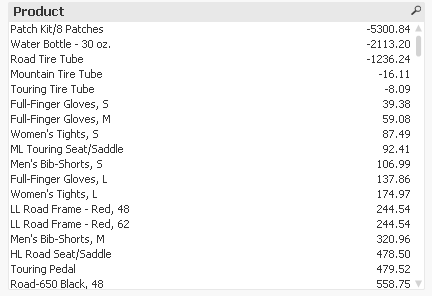 Product
Patch Kit/8 Patches -5300.84
Water Bottle - 30 oz. -2113.20
Road Tire Tube -1236.24
Mountain Tire Tube -16.11
Touring Tire Tube -8.09
Full-Finger Gloves, S 39.38
Full-Finger Gloves, M 59.08
Women's Tights, S 87.49
ML Touring Seat/Saddle 92.41
Men's Bib-Shorts, S 106.99
Full-Finger Gloves, L 137.86
Women's Tights, L 174.97
LL Road Frame - Red, 48 244.54
LL Road Frame - Red, 62 244.54
Men's Bib-Shorts, M 320.96
HL Road Seat/Saddle 478.50
Touring Pedal 479.52
Road-650 Black, 48 558.75